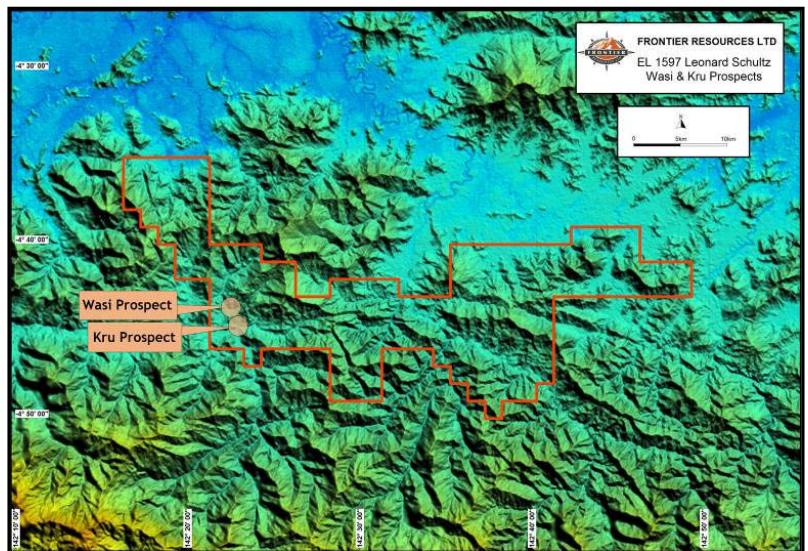 FRONTIER RESOURCES LTD
FRONTIER
EL 1597 Leonard Schultz
Wasi & Kru Prospects
N
0 5km 10km
-4° 30' 00"
-4° 40' 00"
Wasi Prospect
Kru Prospect
-4° 50' 00"
142° 10' 00"
142° 20' 00"
142° 30' 00"
142° 40' 00"
142° 50' 00"